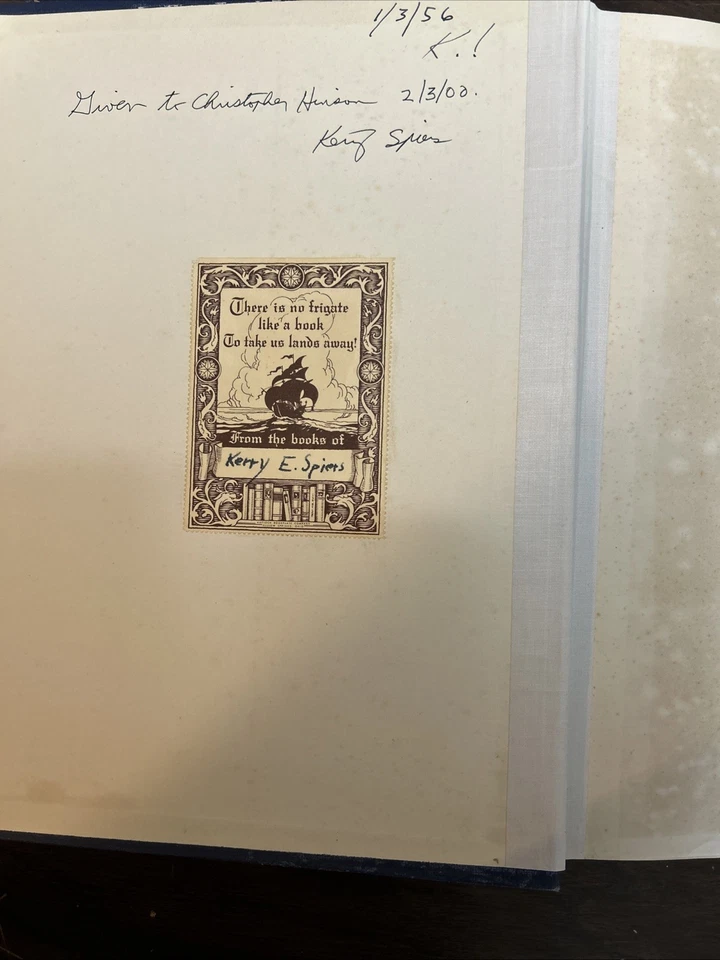 1/3/56
K.!
Given to Christopher Hinson 2/3/00.
Kerry Spiers
There is no frigate
like a book
To take us lands away!
From the books of
Kerry E. Spiers